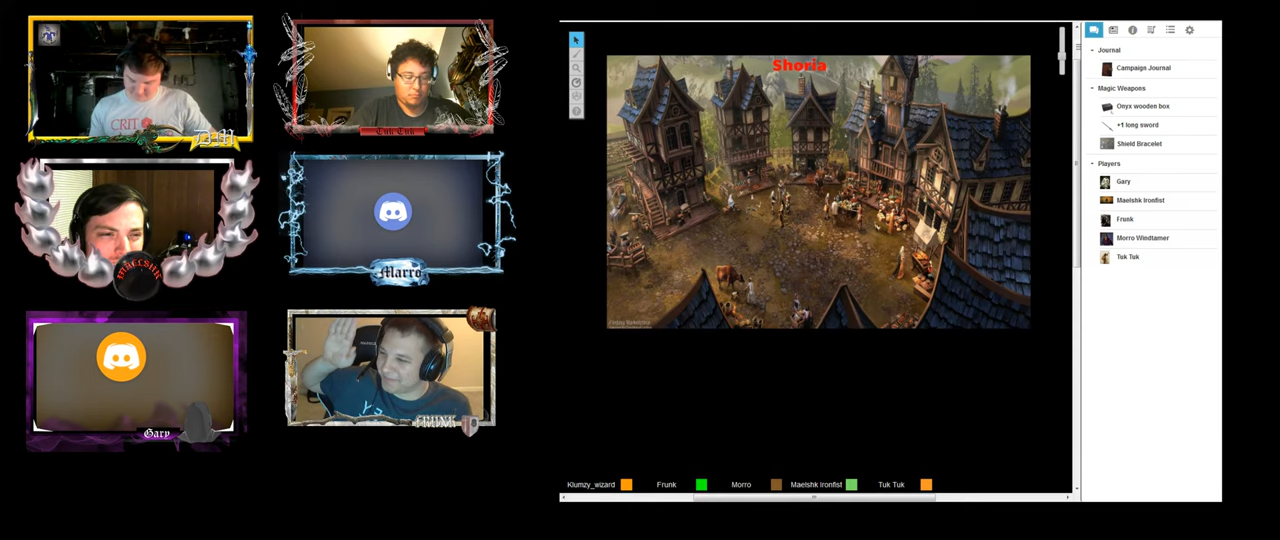 CRIT
DM
Tuk Tuk
MAELSHK
Marro
Gary
FRUNK
Shoria
Journal
Campaign Journal
Magic Weapons
Onyx wooden box
+1 long sword
Shield Bracelet
Players
Gary
Maelshk Ironfist
Frunk
Morro Windtamer
Tuk Tuk
Klumzy_wizard
Frunk
Morro
Maelshk Ironfist
Tuk Tuk